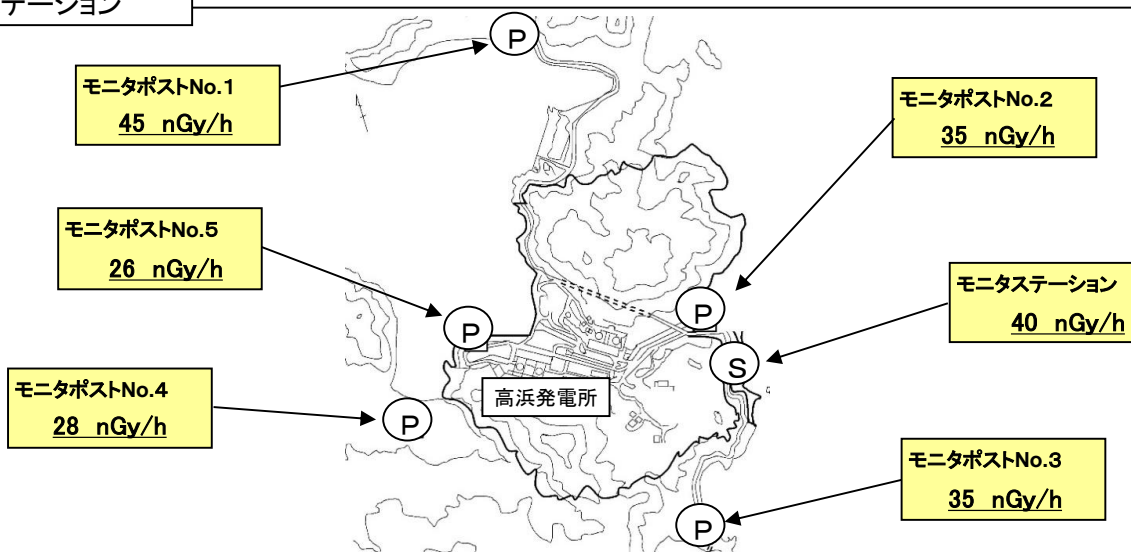 テーション
P
モニタポストNo.1
45 nGy/h
モニタポストNo.2
35 nGy/h
モニタポストNo.5
26 nGy/h
P
P
モニタステーション
40 nGy/h
S
高浜発電所
モニタポストNo.4
28 nGy/h
P
モニタポストNo.3
35 nGy/h
P